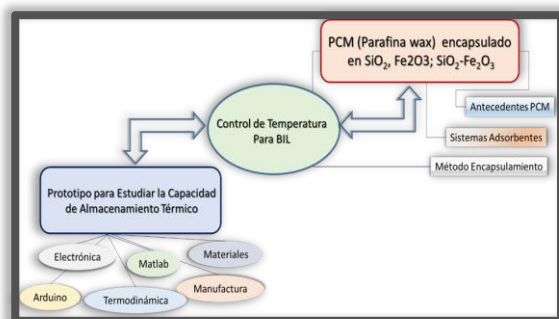 PCM (Parafina wax) encapsulado
en SiO₂, Fe2O3; SiO₂-Fe₂O₃
Antecedentes PCM
Control de Temperatura
Para BIL
Sistemas Adsorbentes
Método Encapsulamiento
Prototipo para Estudiar la Capacidad
de Almacenamiento Térmico
Electrónica
Matlab
Materiales
Arduino
Termodinámica
Manufactura